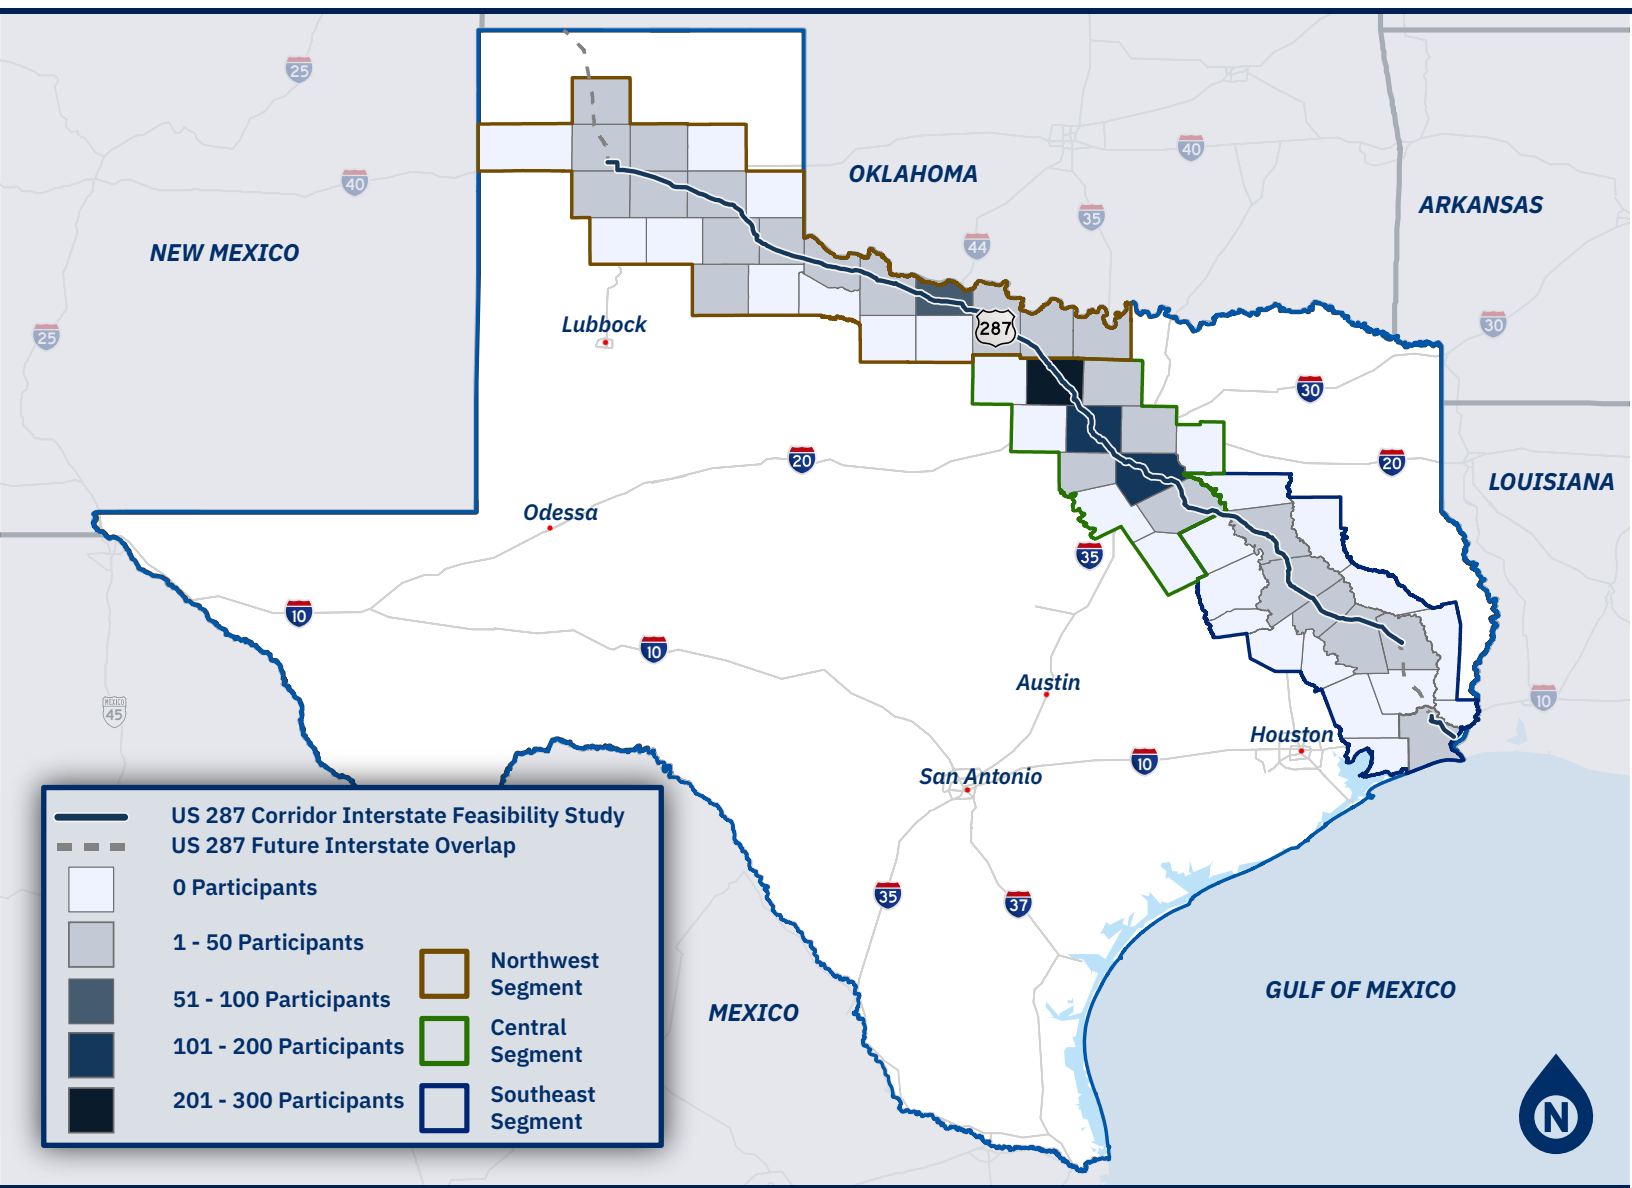 25
40
OKLAHOMA
40
ARKANSAS
35
NEW MEXICO
44
25
Lubbock
287
30
30
20
20
LOUISIANA
Odessa
35
10
10
Austin
10
MEXICO
45
Houston
10
San Antonio
35
37
MEXICO
GULF OF MEXICO
US 287 Corridor Interstate Feasibility Study
US 287 Future Interstate Overlap
0 Participants
1 - 50 Participants
51 - 100 Participants
101 - 200 Participants
201 - 300 Participants
Northwest
Segment
Central
Segment
Southeast
Segment
N